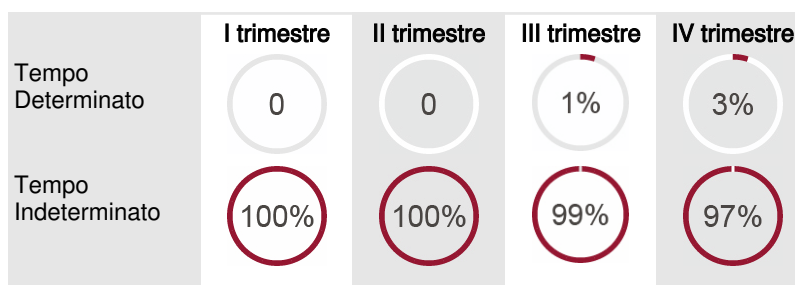 I trimestre II trimestre III trimestre IV trimestre
Tempo
Determinato 0 0 1% 3%
Tempo
Indeterminato 100% 100% 99% 97%